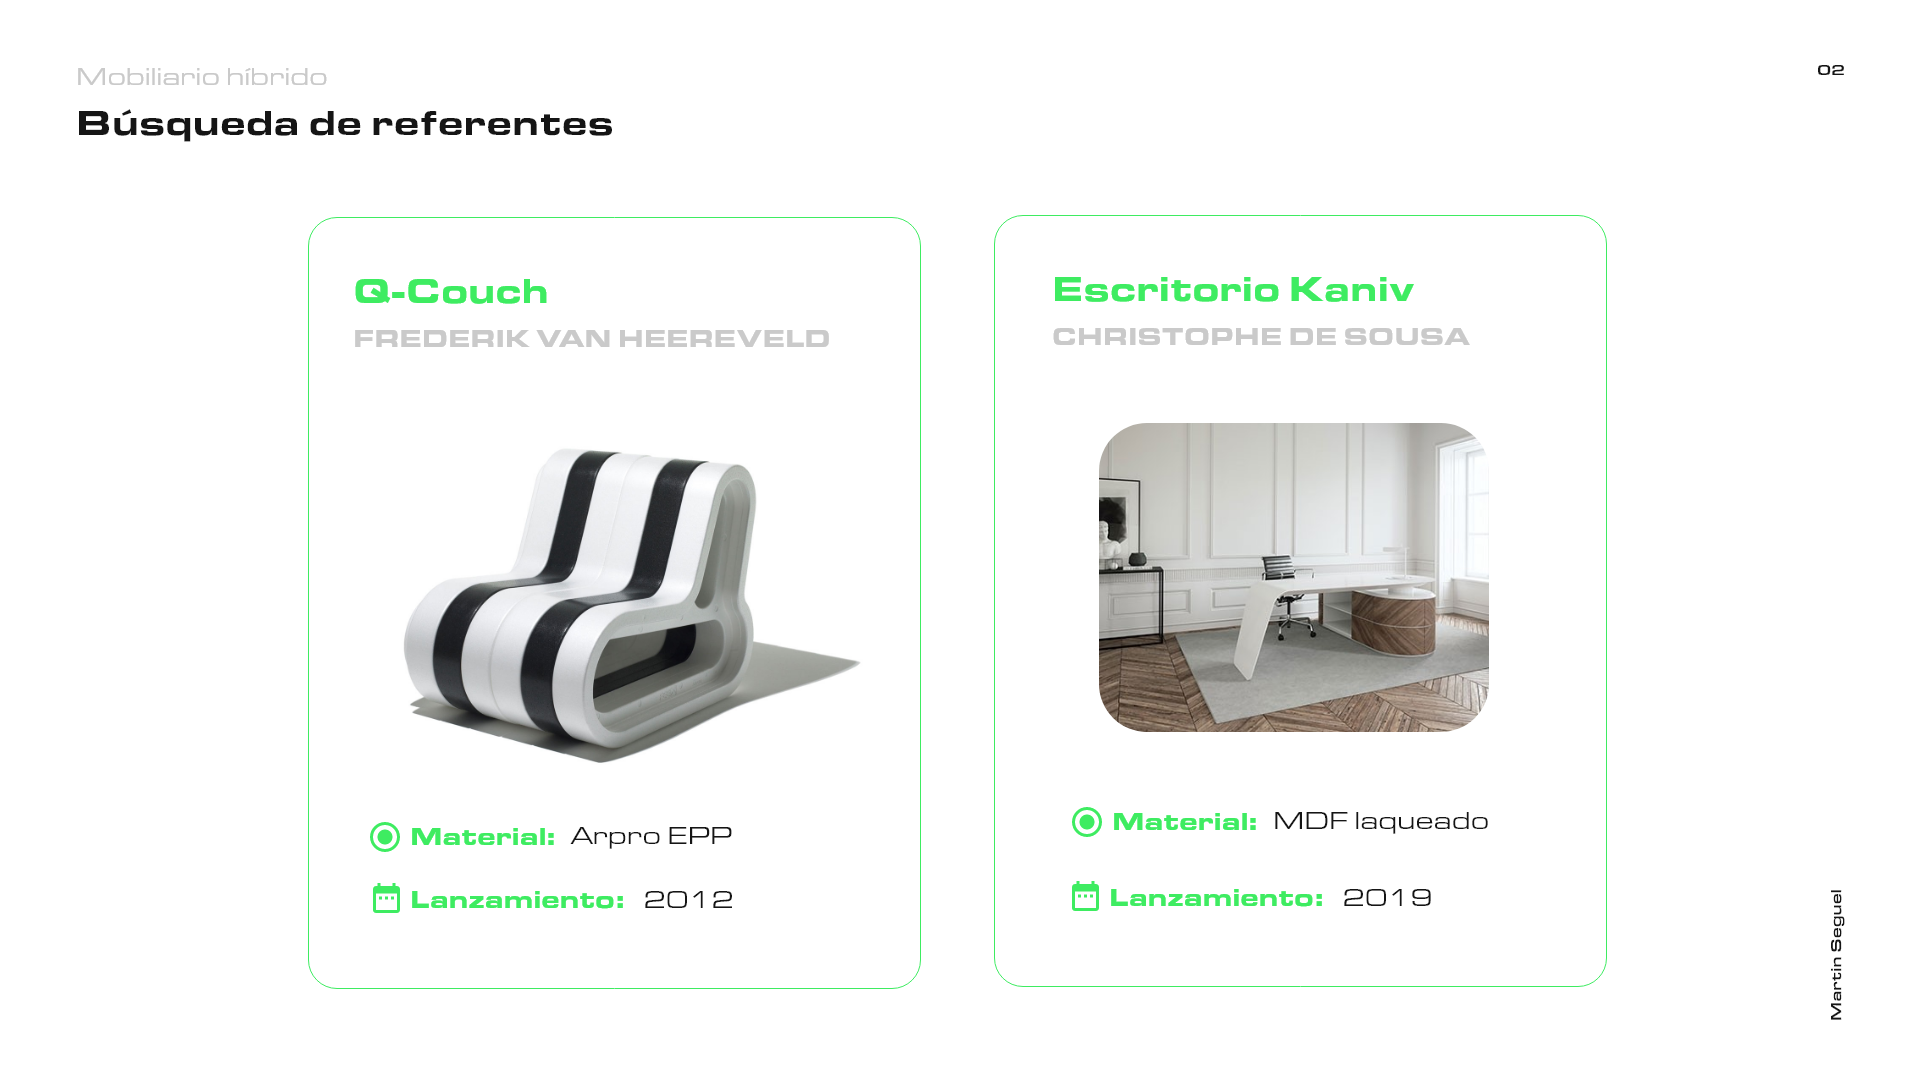 Mobiliario híbrido
02
Búsqueda de referentes
Q-Couch
FREDERIK VAN HEEREVELD
Material: Arpro EPP
Lanzamiento: 2012
Escritorio Kaniv
CHRISTOPHE DE SOUSA
Material: MDF laqueado
Lanzamiento: 2019
Martin Seguel